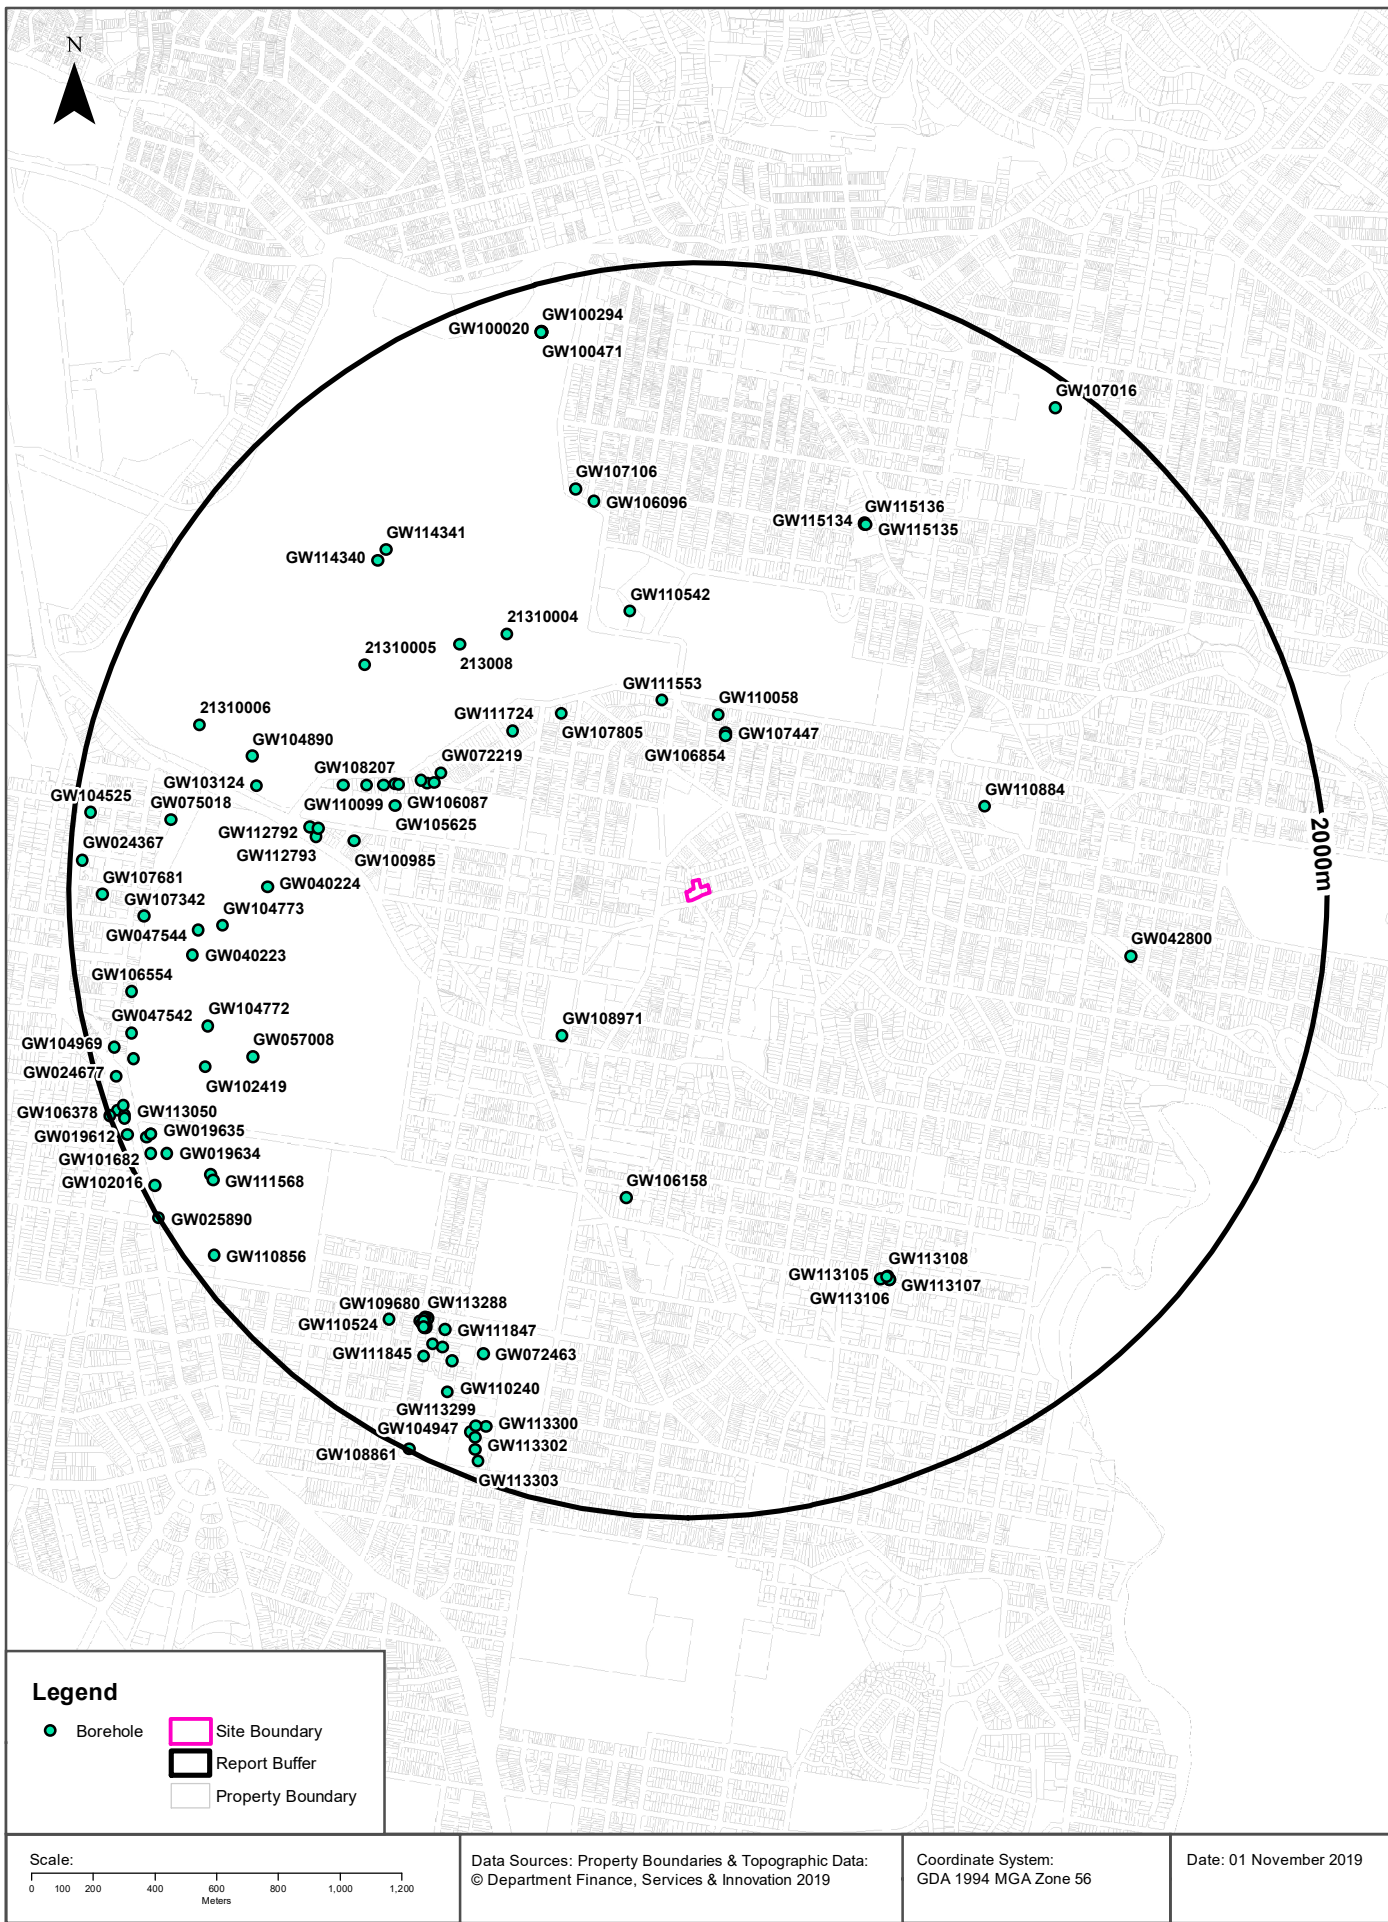 N
GW100294
GW100020
GW100471
GW107016
GW107106
GW106096
GW115136
GW115134
GW115135
GW114341
GW114340
GW110542
21310004
21310005
213008
GW111553
21310006
GW110058
GW111724
GW107805
GW107447
GW106854
GW104890
GW072219
GW108207
GW103124
GW104525
GW075018
GW110099
GW106087
GW110884
GW105625
GW112792
GW024367
GW112793
GW100985
2000m
GW107681
GW040224
GW107342
GW104773
GW047544
GW042800
GW040223
GW106554
GW047542
GW104772
GW108971
GW104969
GW057008
GW024677
GW102419
GW106378
GW113050
GW019612
GW019635
GW101682
GW019634
GW102016
GW111568
GW106158
GW025890
GW110856
GW113108
GW113105
GW113107
GW113106
GW109680
GW113288
GW110524
GW111847
GW111845
GW072463
GW110240
GW113299
GW104947
GW113300
GW108861
GW113302
GW113303
Legend
Borehole
Site Boundary
Report Buffer
Property Boundary
Scale:
0 100 200 400 600 800 1,000 1,200
Meters
Data Sources: Property Boundaries & Topographic Data:
© Department Finance, Services & Innovation 2019
Coordinate System:
GDA 1994 MGA Zone 56
Date: 01 November 2019